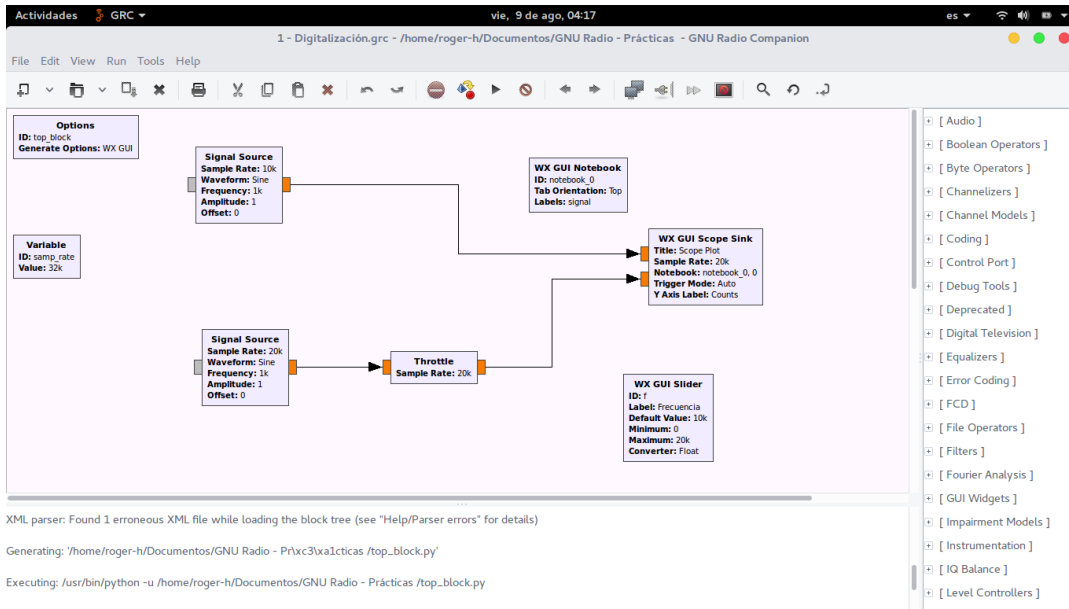 Actividades GRC vie, 9 de ago, 04:17 es
1 - Digitalización.grc - /home/roger-h/Documentos/GNU Radio - Prácticas - GNU Radio Companion
File Edit View Run Tools Help
Options
ID: top_block
Generate Options: WX GUI
Variable
ID: samp_rate
Value: 32k
Signal Source
Sample Rate: 10k
Waveform: Sine
Frequency: 1k
Amplitude: 1
Offset: 0
WX GUI Notebook
ID: notebook_0
Tab Orientation: Top
Labels: signal
WX GUI Scope Sink
Title: Scope Plot
Sample Rate: 20k
Notebook: notebook_0, 0
Trigger Mode: Auto
Y Axis Label: Counts
Signal Source
Sample Rate: 20k
Waveform: Sine
Frequency: 1k
Amplitude: 1
Offset: 0
Throttle
Sample Rate: 20k
WX GUI Slider
ID: f
Label: Frecuencia
Default Value: 10k
Minimum: 0
Maximum: 20k
Converter: Float
[ Audio ]
[ Boolean Operators ]
[ Byte Operators ]
[ Channelizers ]
[ Channel Models ]
[ Coding ]
[ Control Port ]
[ Debug Tools ]
[ Deprecated ]
[ Digital Television ]
[ Equalizers ]
[ Error Coding ]
[ FCD ]
[ File Operators ]
[ Filters ]
[ Fourier Analysis ]
[ GUI Widgets ]
[ Impairment Models ]
[ Instrumentation ]
[ IQ Balance ]
[ Level Controllers ]
XML parser: Found 1 erroneous XML file while loading the block tree (see "Help/Parser errors" for details)
Generating: '/home/roger-h/Documentos/GNU Radio - Pr\xc3\xa1cticas /top_block.py'
Executing: /usr/bin/python -u /home/roger-h/Documentos/GNU Radio - Prácticas /top_block.py